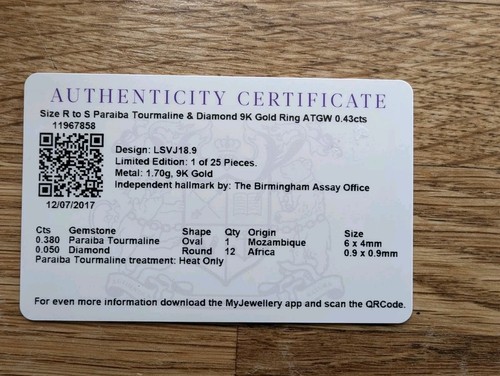 AUTHENTICITY CERTIFICATE
Size R to S Paraiba Tourmaline & Diamond 9K Gold Ring ATGW 0.43cts
11967858
Design: LSVJ18.9
Limited Edition: 1 of 25 Pieces.
Metal: 1.70g, 9K Gold
Independent hallmark by: The Birmingham Assay Office
12/07/2017
Cts Gemstone Shape Qty Origin Size
0.380 Paraiba Tourmaline Oval 1 Mozambique 6 x 4mm
0.050 Diamond Round 12 Africa 0.9 x 0.9mm
Paraiba Tourmaline treatment: Heat Only
For even more information download the MyJewellery app and scan the QRCode.